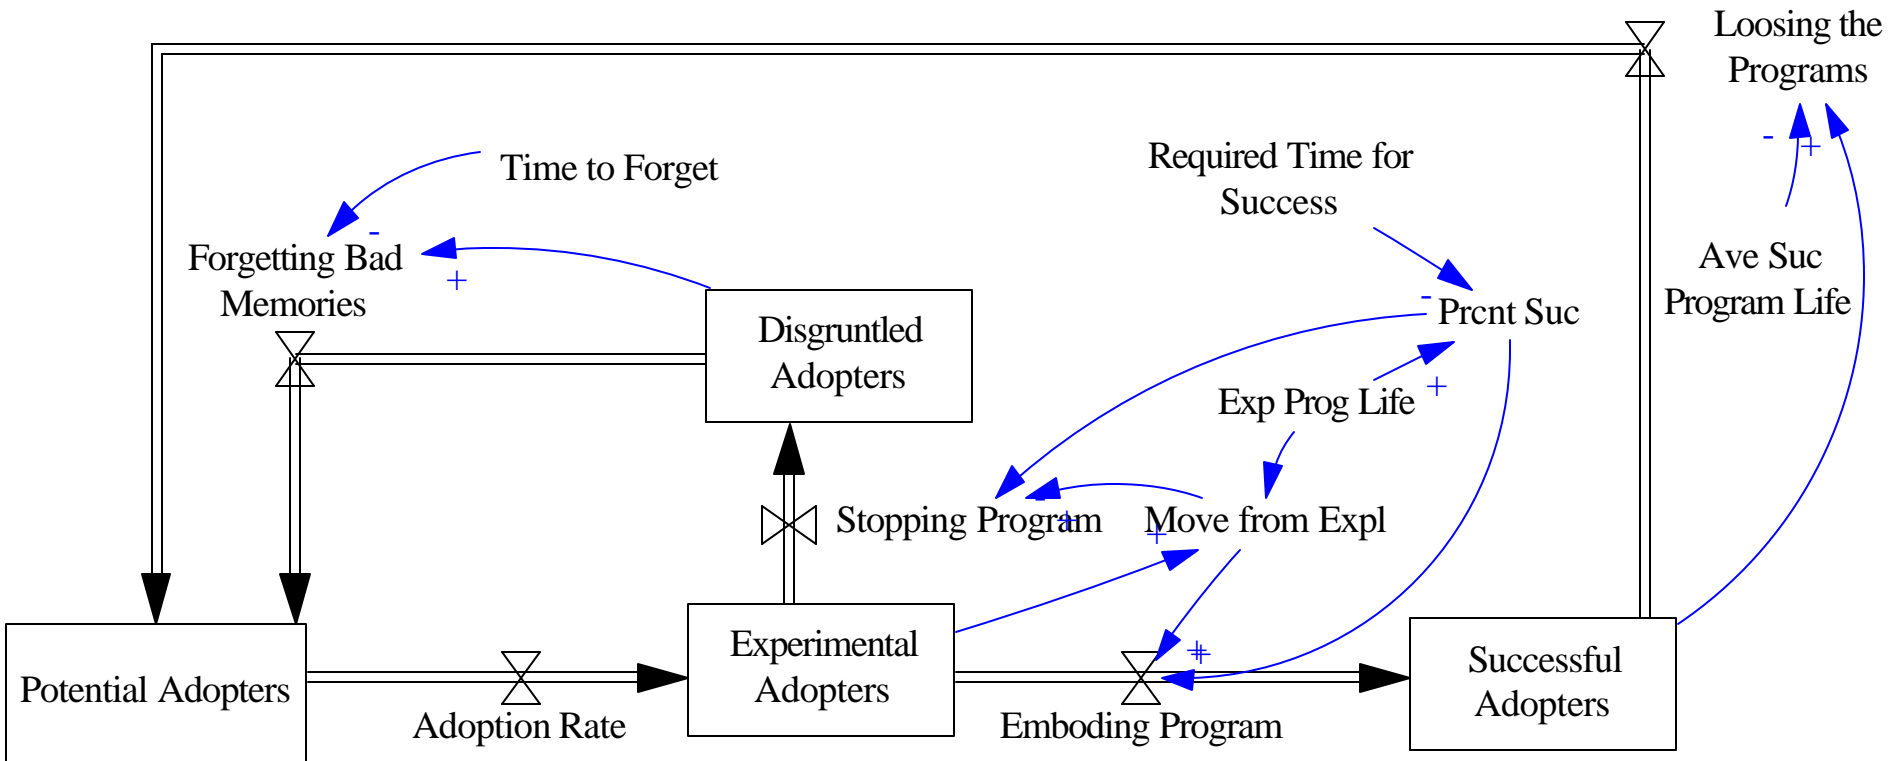 Loosing the
Programs
Time to Forget
Required Time for
Success
-
+
-
Forgetting Bad
Memories
+
Ave Suc
Program Life
-
Prcnt Suc
Disgruntled
Adopters
Exp Prog Life
+
-
Stopping Program
+
Move from Expl
+
Experimental
Adopters
+
+
Successful
Adopters
Potential Adopters
Adoption Rate
Emboding Program